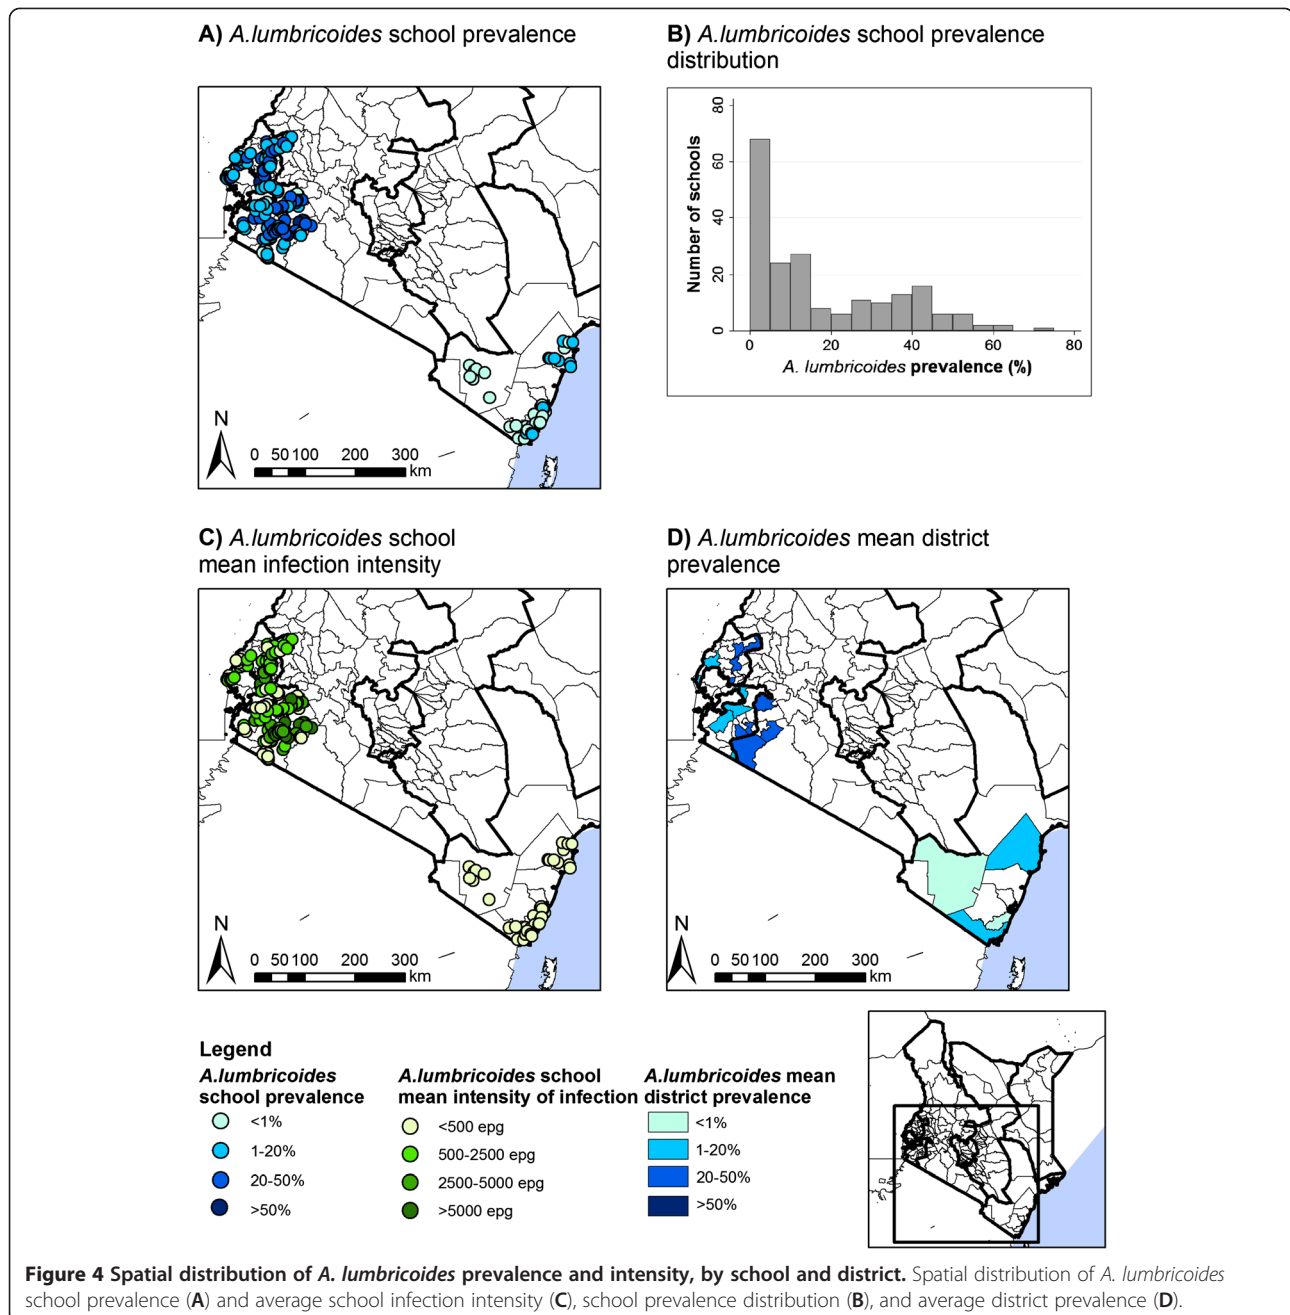 A) A.lumbricoides school prevalence
B) A.lumbricoides school prevalence
distribution
N
0 50 100 200 300
km
80
60
40
20
0
Number of schools
0 20 40 60 80
A. lumbricoides prevalence (%)
C) A.lumbricoides school
mean infection intensity
D) A.lumbricoides mean district
prevalence
N
0 50 100 200 300
km
N
0 50 100 200 300
km
Legend
A.lumbricoides
school prevalence
<1%
1-20%
20-50%
>50%
A.lumbricoides school
mean intensity of infection
<500 epg
500-2500 epg
2500-5000 epg
>5000 epg
A.lumbricoides mean
district prevalence
<1%
1-20%
20-50%
>50%
Figure 4 Spatial distribution of A. lumbricoides prevalence and intensity, by school and district. Spatial distribution of A. lumbricoides
school prevalence (A) and average school infection intensity (C), school prevalence distribution (B), and average district prevalence (D).